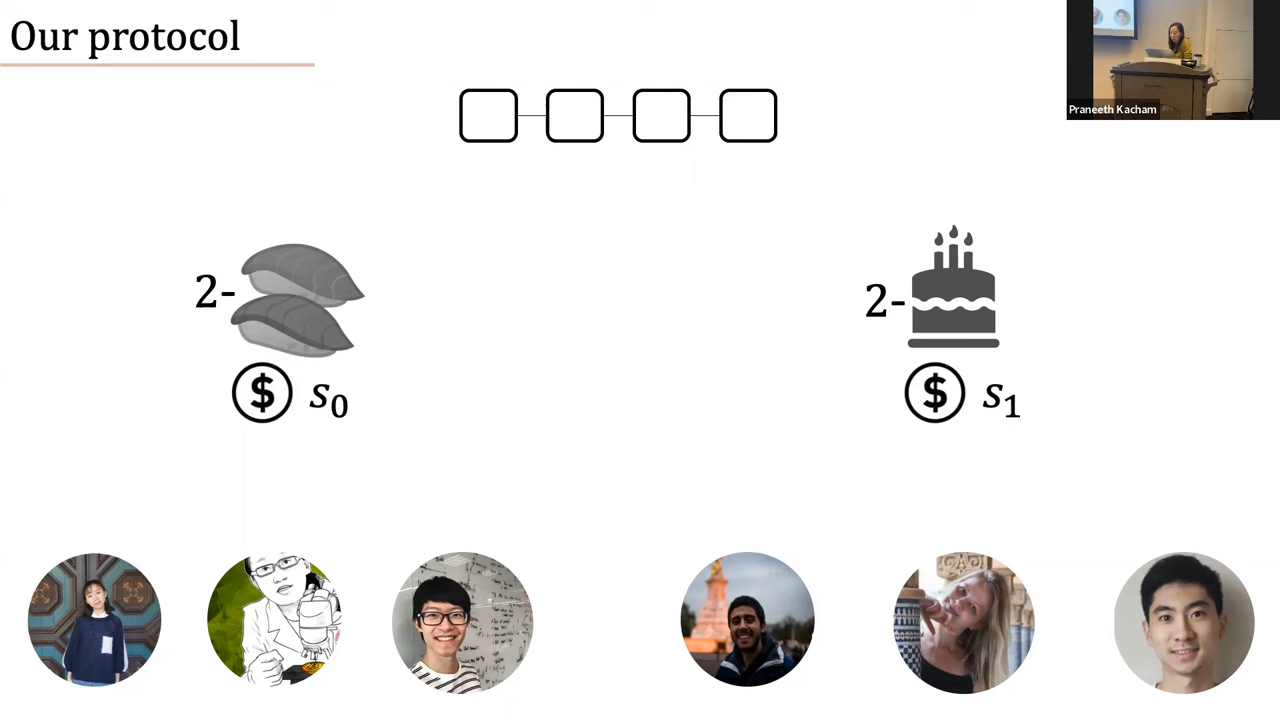 Our protocol
Praneeth Kacham
2-
2-
$ s₀
$ s₁